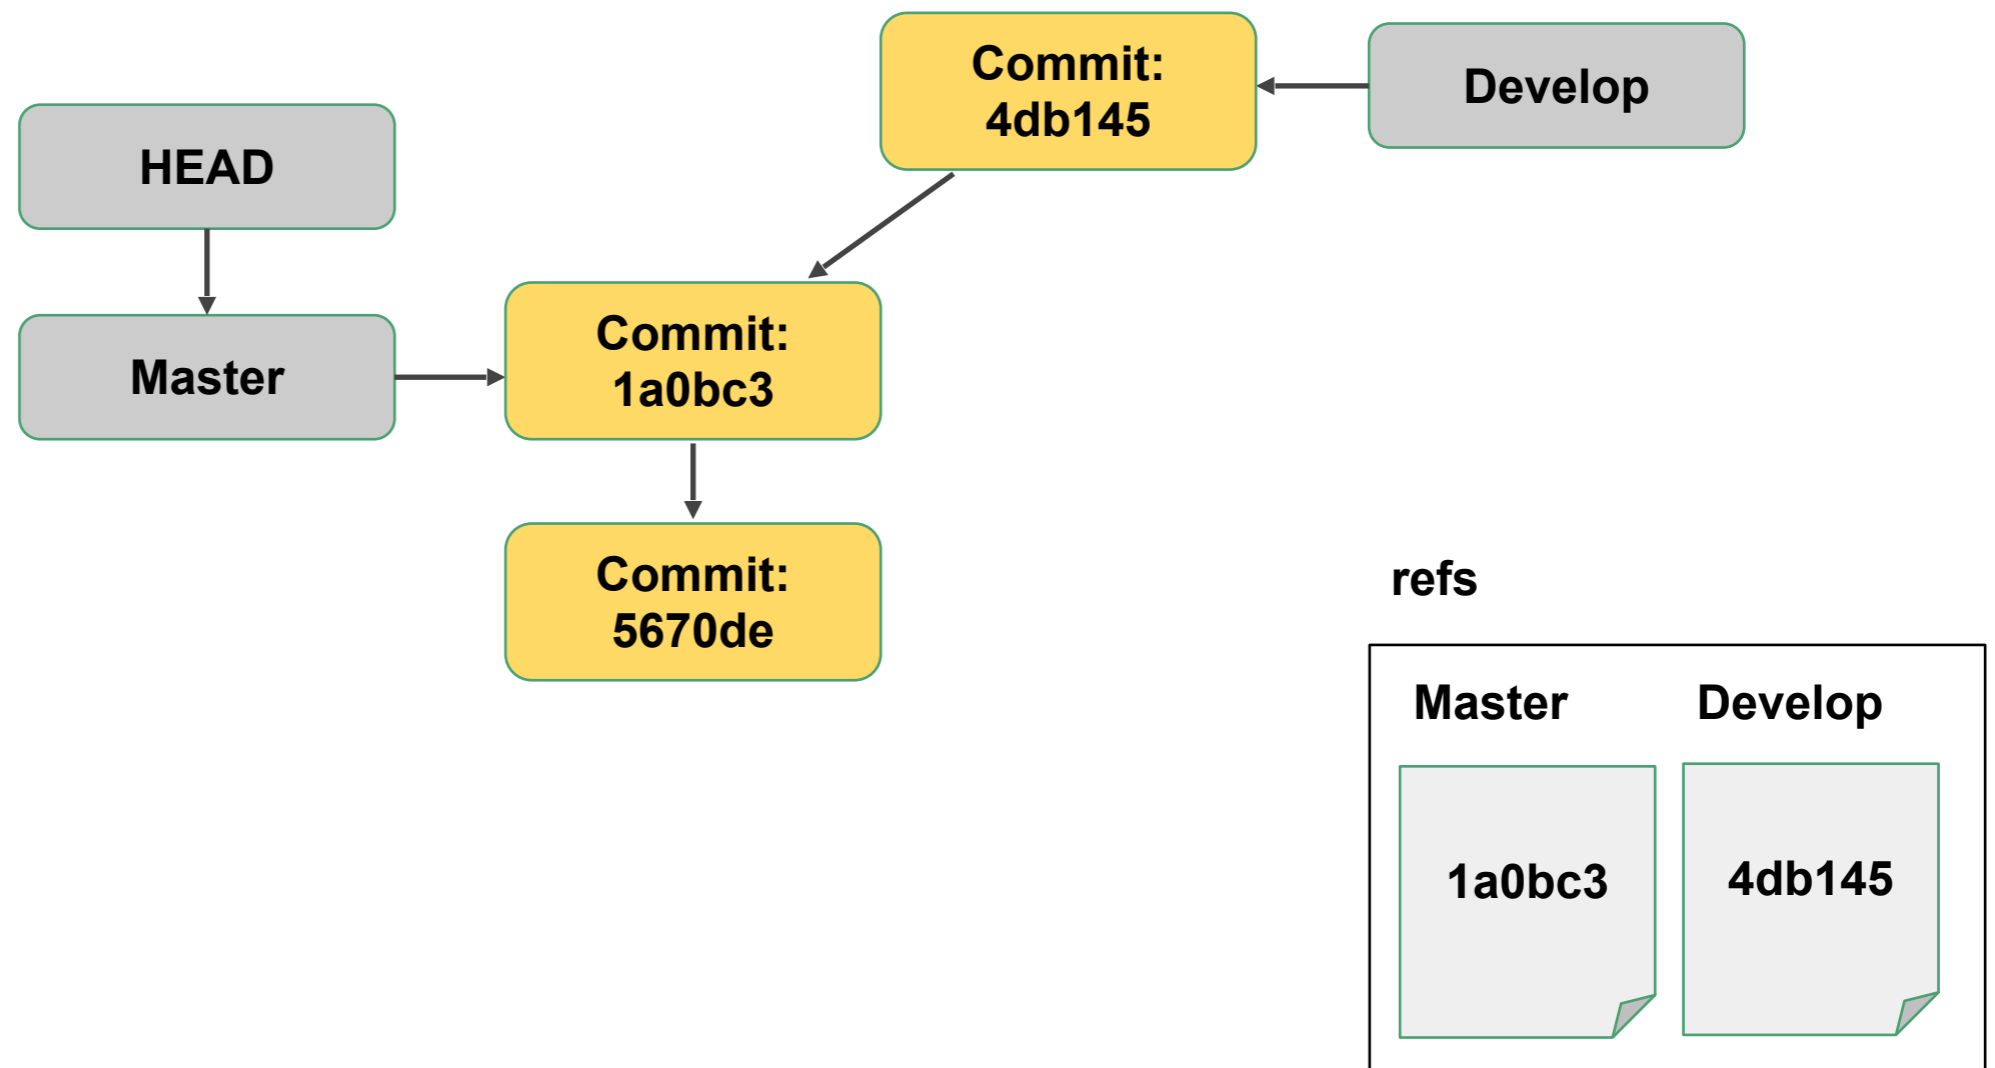 Commit:
4db145
Develop
HEAD
Commit:
1a0bc3
Master
Commit:
5670de
refs
Master
Develop
1a0bc3
4db145